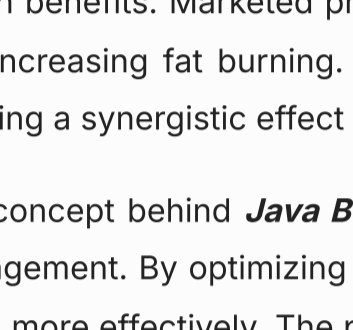 benefits. Marketed
ncreasing fat burning.
ing a synergistic effect
concept behind Java B
gement. By optimizing
more effectively. The